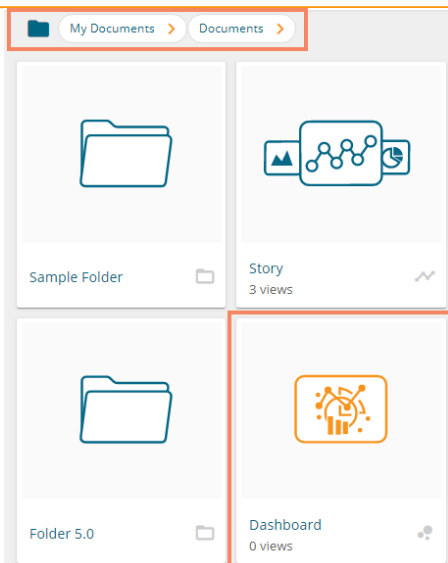 My Documents > Documents >
Sample Folder
Story
3 views
Folder 5.0
Dashboard
0 views